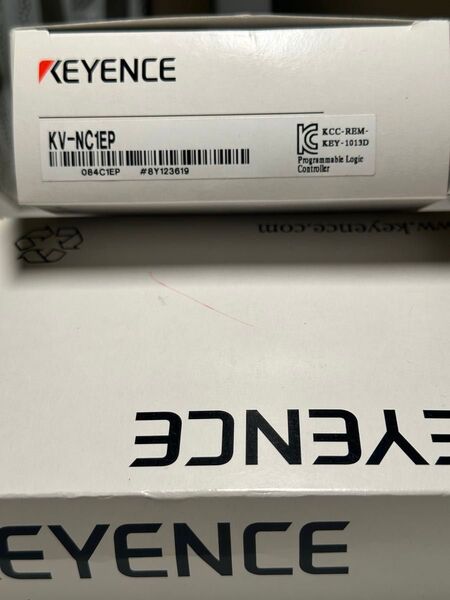 KEYENCE
KV-NC1EP
084C1EP #8Y123619
KCC-REM-
KEY-1013D
Programmable Logic
Controller
www.keyence.com
KEYENCE
KEYENCE